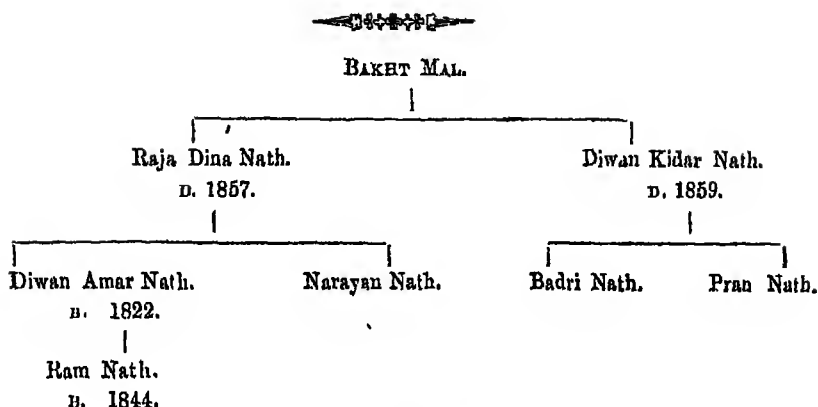 BAKHT MAL.
Raja Dina Nath. Diwan Kidar Nath.
D. 1857. D. 1859.
Diwan Amar Nath. Narayan Nath. Badri Nath. Pran Nath.
B. 1822.
Ram Nath.
B. 1844.